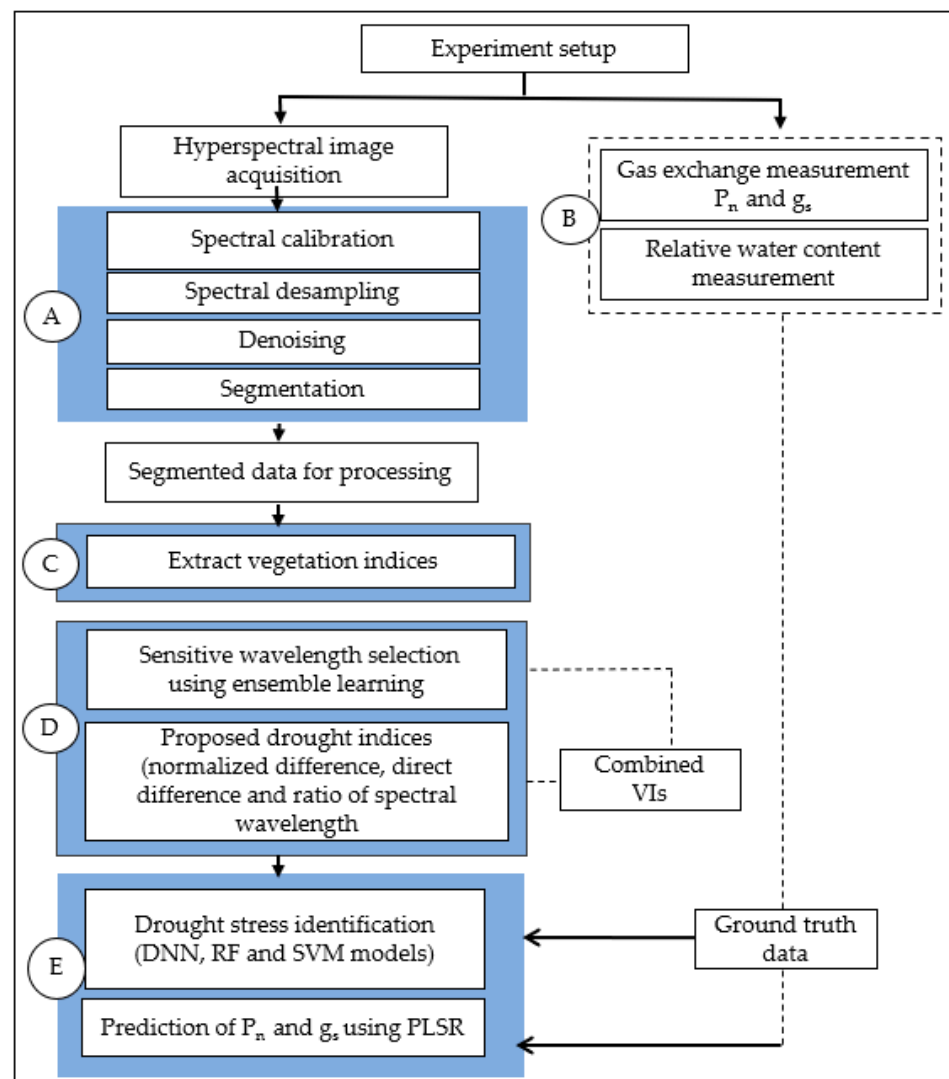 Experiment setup
Hyperspectral image
acquisition
Gas exchange measurement
Pn and gs
B
Relative water content
measurement
Spectral calibration
Spectral desampling
A
Denoising
Segmentation
Segmented data for processing
C
Extract vegetation indices
Sensitive wavelength selection
using ensemble learning
D
Proposed drought indices
(normalized difference, direct
difference and ratio of spectral
wavelength
Combined
VIs
Drought stress identification
(DNN, RF and SVM models)
E
Prediction of Pn and gs using PLSR
Ground truth
data